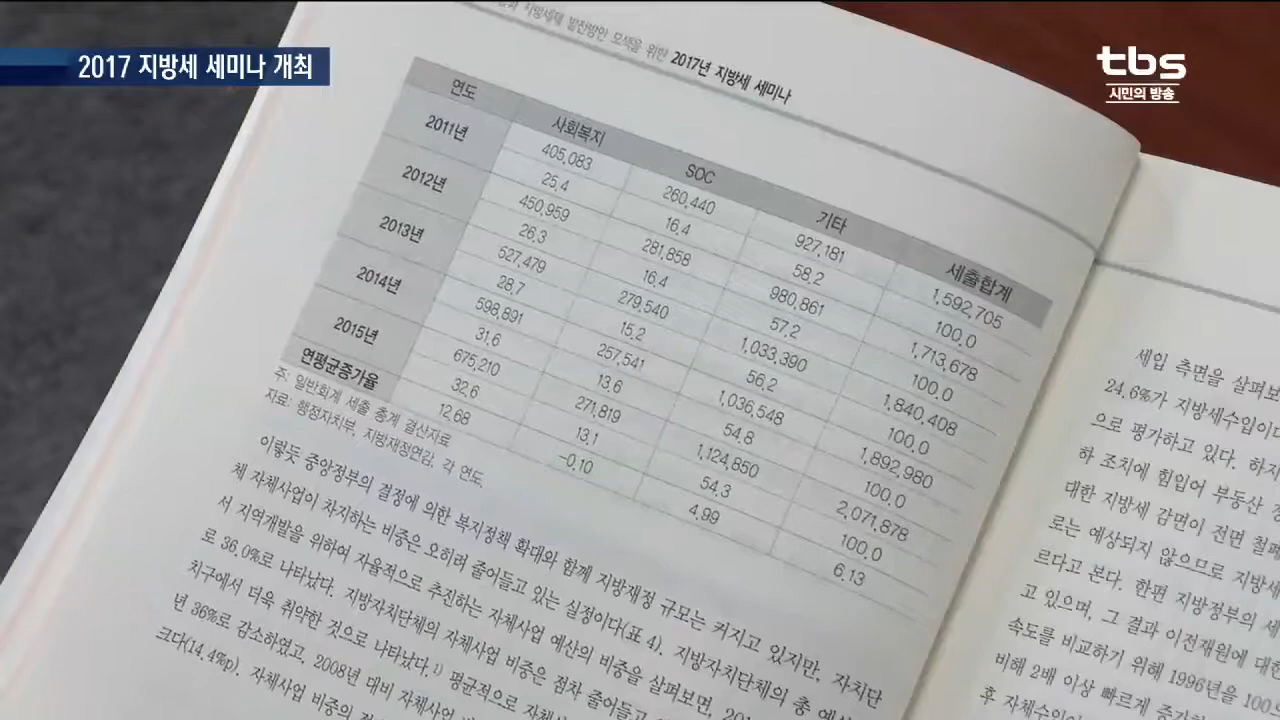 2017 지방세 세미나 개최
tbs
시민의 방송
지방세제 발전방안 모색을 위한 2017년 지방세 세미나
연도 사회복지 SOC 기타 세출합계
2011년 405,083 260,440 927,181 1,592,705
25.4 16.4 58.2 100.0
2012년 450,959 281,858 980,861 1,713,678
26.3 16.4 57.2 100.0
2013년 527,479 279,540 1,033,390 1,840,408
28.7 15.2 56.2 100.0
2014년 598,891 257,541 1,036,548 1,892,980
31.6 13.6 54.8 100.0
2015년 675,210 271,819 1,124,850 2,071,878
32.6 13.1 54.3 100.0
연평균증가율 12.68 -0.10 4.99 6.13
주: 일반회계 세출 총계 결산자료
자료: 행정자치부, 지방재정연감, 각 연도.
이렇듯 중앙정부의 결정에 의한 복지정책 확대와 함께 지방재정 규모는 커지고 있지만, 자치단
체 자체사업이 차지하는 비중은 오히려 줄어들고 있는 실정이다(표 4). 지방자치단체의 총 예산
서 지역개발을 위하여 자율적으로 추진하는 자체사업 예산의 비중을 살펴보면,
로 36.0%로 나타났다. 지방자치단체의 자체사업 비중은 점차 줄어들고
치구에서 더욱 취약한 것으로 나타났다.1) 평균적으로
년 36%로 감소하였고, 2008년 대비 자체사업
크다(14.4%p). 자체사업 비중의
세입 측면을 살펴보
24.6%가 지방세수입이다
으로 평가하고 있다. 하지
하 조치에 힘입어 부동산
대한 지방세 감면이 전면 철폐
로는 예상되지 않으므로 지방세
르다고 본다. 한편 지방정부의 세
고 있으며, 그 결과 이전재원에 대한
속도를 비교하기 위해 1996년을 100으
비해 2배 이상 빠르게 증가
후 자체수입